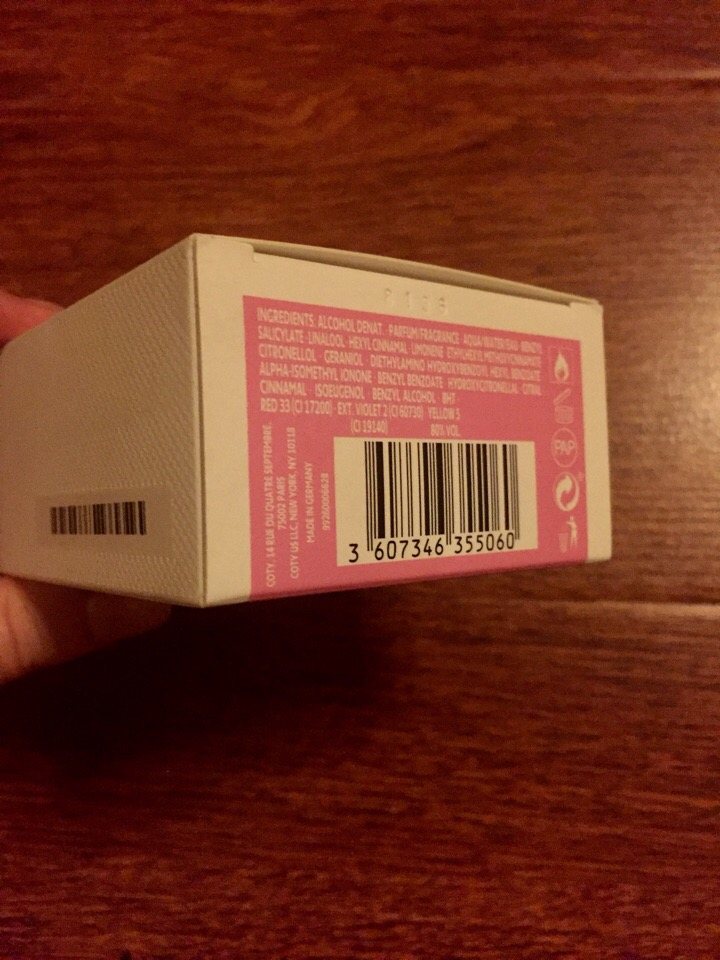 INGREDIENTS: ALCOHOL DENAT. · PARFUM/FRAGRANCE · AQUA/WATER/EAU · BENZYL
SALICYLATE · LINALOOL · HEXYL CINNAMAL · LIMONENE · ETHYLHEXYL METHOXYCINNAMATE
CITRONELLOL · GERANIOL · DIETHYLAMINO HYDROXYBENZOYL HEXYL BENZOATE
ALPHA-ISOMETHYL IONONE · BENZYL BENZOATE · HYDROXYCITRONELLAL · CITRAL
CINNAMAL · ISOEUGENOL · BENZYL ALCOHOL · BHT
RED 33 (CI 17200) · EXT. VIOLET 2 (CI 60730) · YELLOW 5
(CI 19140) 80% VOL.
COTY, 14 RUE DU QUATRE SEPTEMBRE,
75002 PARIS
COTY US LLC, NEW YORK, NY 10118
MADE IN GERMANY
PAP
3 607346 355060